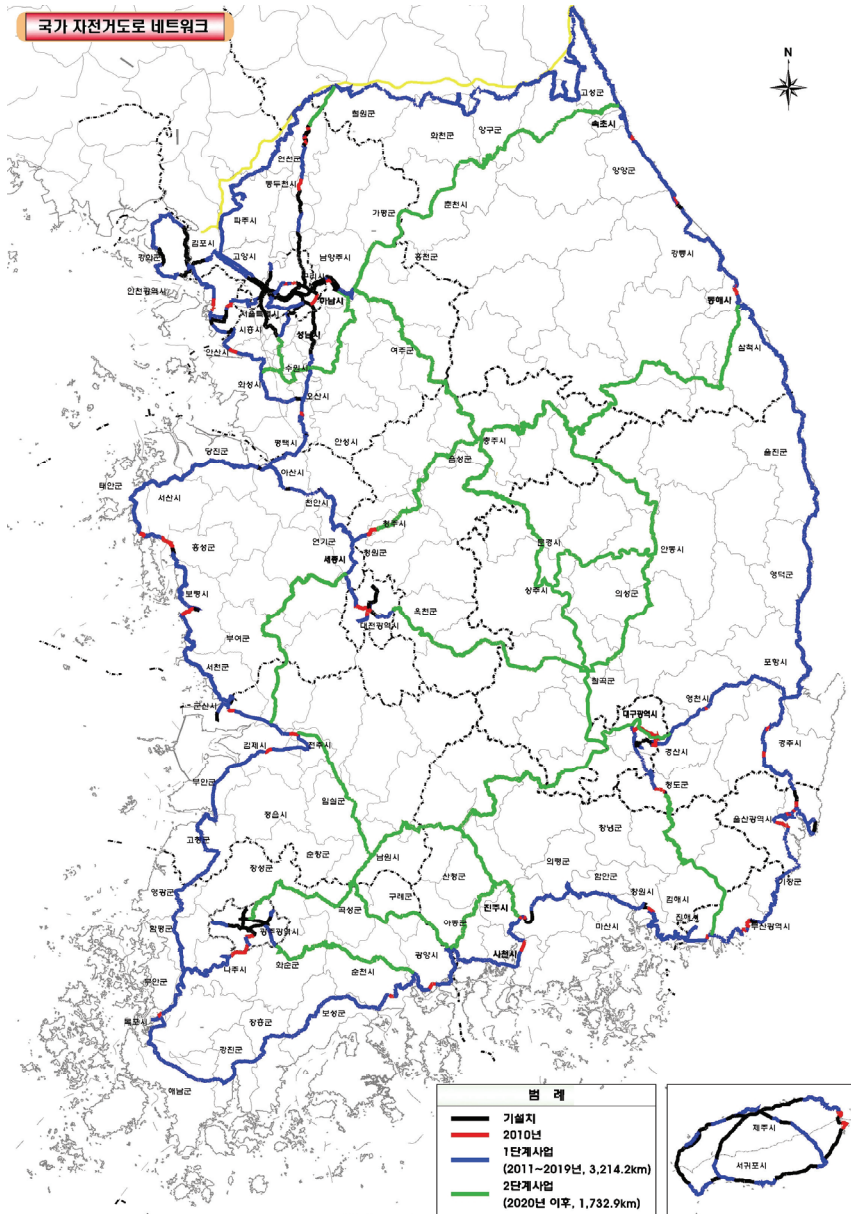 국가 자전거도로 네트워크
N
고성군
철원군
화천군
양구군
속초시
연천군
양양군
동두천시
춘천시
가평군
파주시
강화군
김포시
고양시
남양주시
홍천군
강릉시
구리시
인천광역시
하남시
동해시
서울특별시
시흥시
성남시
삼척시
안산시
여주군
수원시
화성시
오산시
평택시
안성시
충주시
음성군
당진군
울진군
아산시
태안군
서산시
천안시
청주시
연기군
홍성군
청원군
문경시
안동시
세종시
보령시
상주시
의성군
영덕군
옥천군
대전광역시
부여군
서천군
포항시
칠곡군
군산시
영천시
대구광역시
김제시
전주시
경산시
경주시
부안군
청도군
임실군
정읍시
창녕군
울산광역시
고창군
순창군
남원시
산청군
의령군
장성군
함안군
영광군
구례군
창원시
김해시
기장군
곡성군
진주시
진해시
함평군
광주광역시
하동군
마산시
부산광역시
광양시
사천시
나주시
화순군
순천시
무안군
보성군
목포시
장흥군
강진군
해남군
범 례
기설치
2010년
1단계사업
(2011~2019년, 3,214.2km)
2단계사업
(2020년 이후, 1,732.9km)
제주시
서귀포시